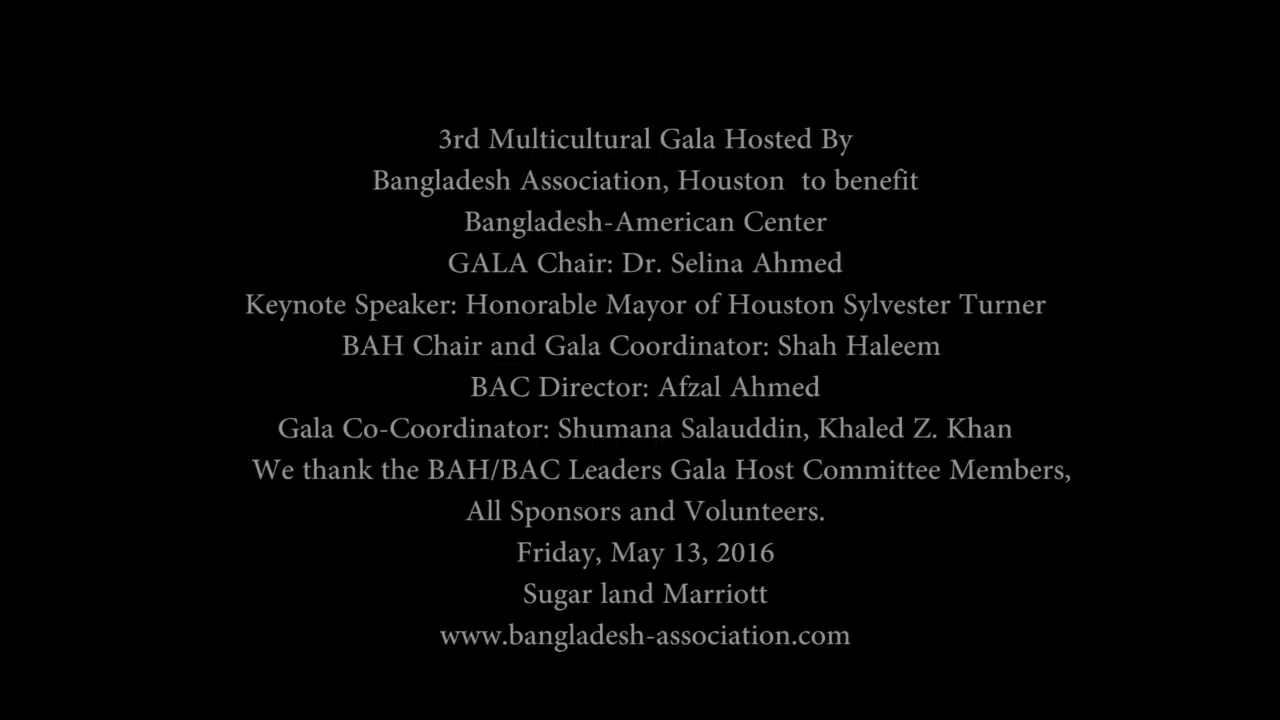 3rd Multicultural Gala Hosted By
Bangladesh Association, Houston  to benefit
Bangladesh-American Center
GALA Chair: Dr. Selina Ahmed
Keynote Speaker: Honorable Mayor of Houston Sylvester Turner
BAH Chair and Gala Coordinator: Shah Haleem
BAC Director: Afzal Ahmed
Gala Co-Coordinator: Shumana Salauddin, Khaled Z. Khan
We thank the BAH/BAC Leaders Gala Host Committee Members,
All Sponsors and Volunteers.
Friday, May 13, 2016
Sugar land Marriott
www.bangladesh-association.com